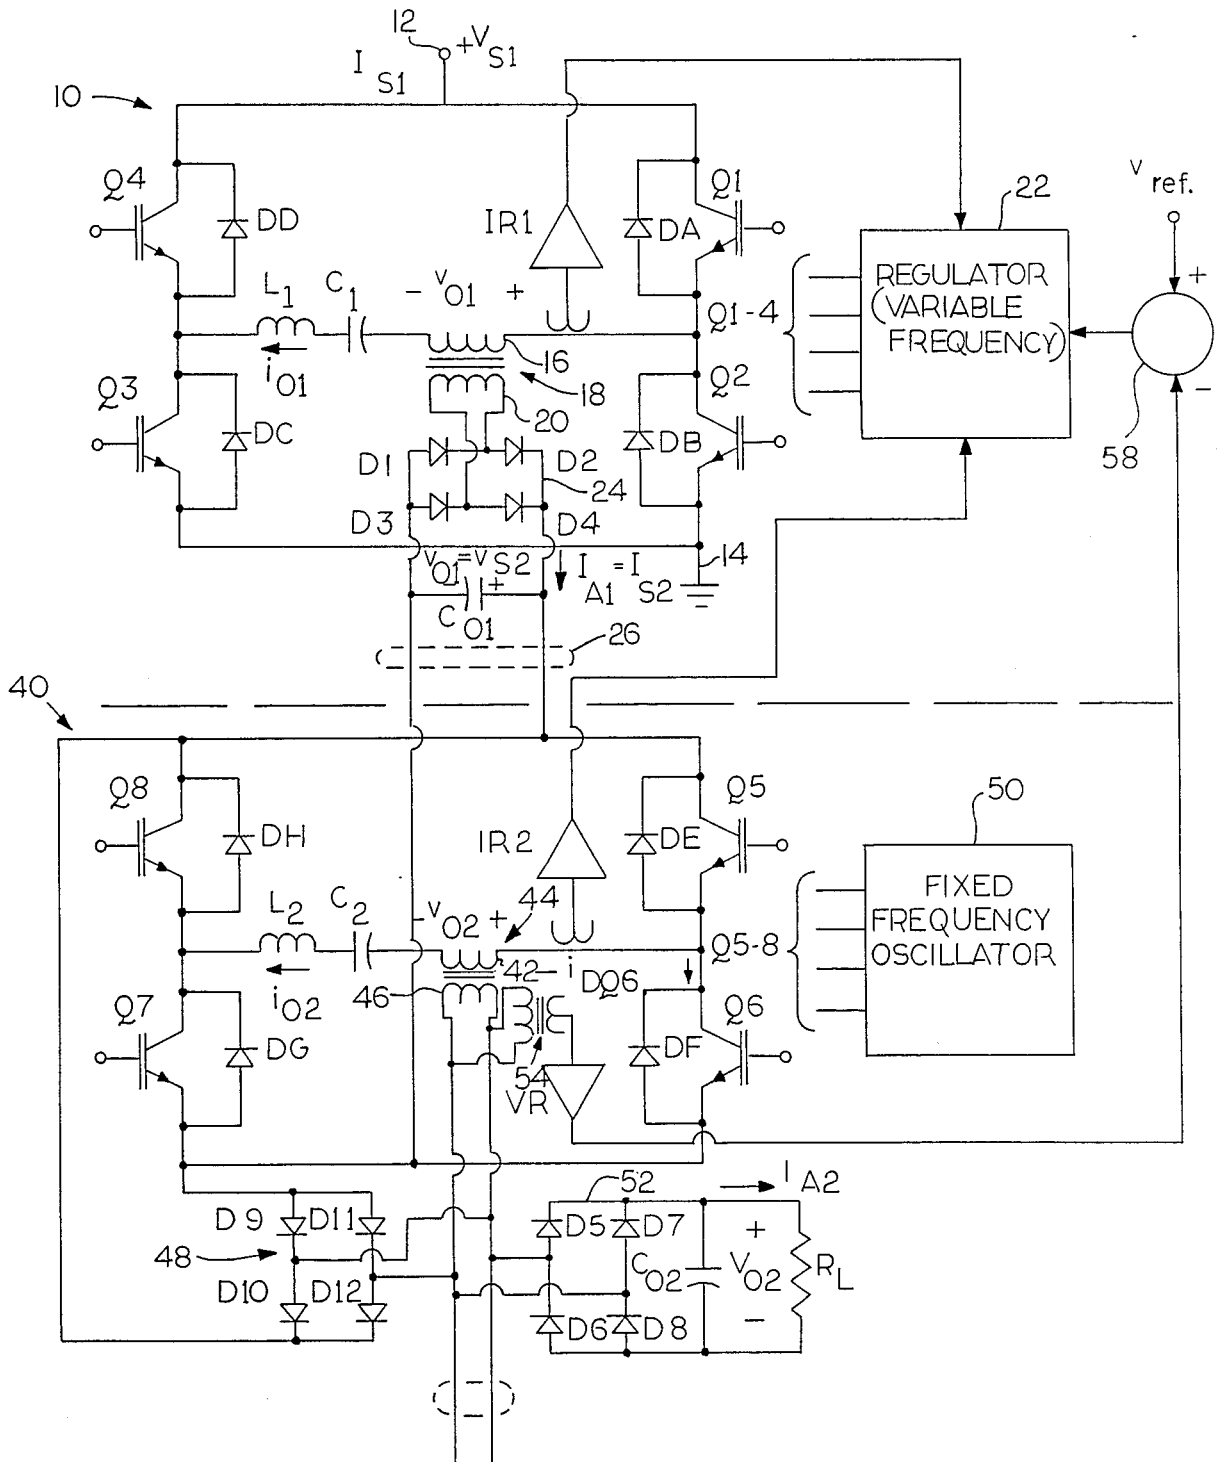 12
+VS1
IS1
10
Q4
DD
IR1
DA
Q1
22
Vref.
L1
C1
- VO1 +
Q1-4
REGULATOR
(VARIABLE
FREQUENCY)
+
-
58
iO1
16
18
20
Q3
DC
Q2
DB
D1
D2
24
D3
D4
VO1=VS2
- +
IA1=IS2
14
CO1
26
40
Q8
DH
IR2
DE
Q5
50
L2
C2
- VO2 +
44
Q5-8
FIXED
FREQUENCY
OSCILLATOR
42
iDQ6
iO2
46
Q7
DG
54
VR
DF
Q6
IA2
52
D9
D11
D5
D7
48
CO2
+
VO2
-
RL
D10
D12
D6
D8